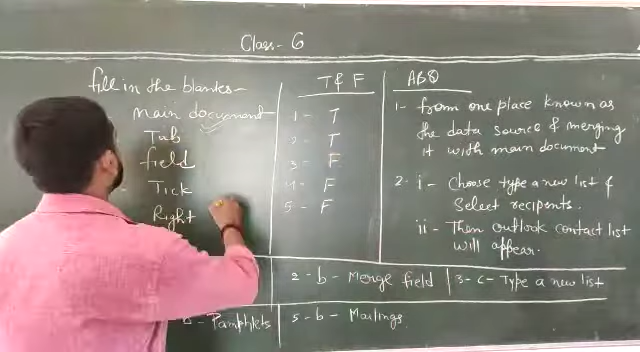 Class - 6
fill in the blanks -
main document
Tab
field
Tick
Right
T & F
1 - T
2 - T
3 - F
4 - F
5 - F
ABQ
1 - from one place known as
the data source & merging
it with main document
2 - i - Choose type a new list &
Select recipents.
ii - Then outlook contact list
will appear.
2 - b - Merge field
3 - c - Type a new list
Pamphlets
5 - b - Mailings